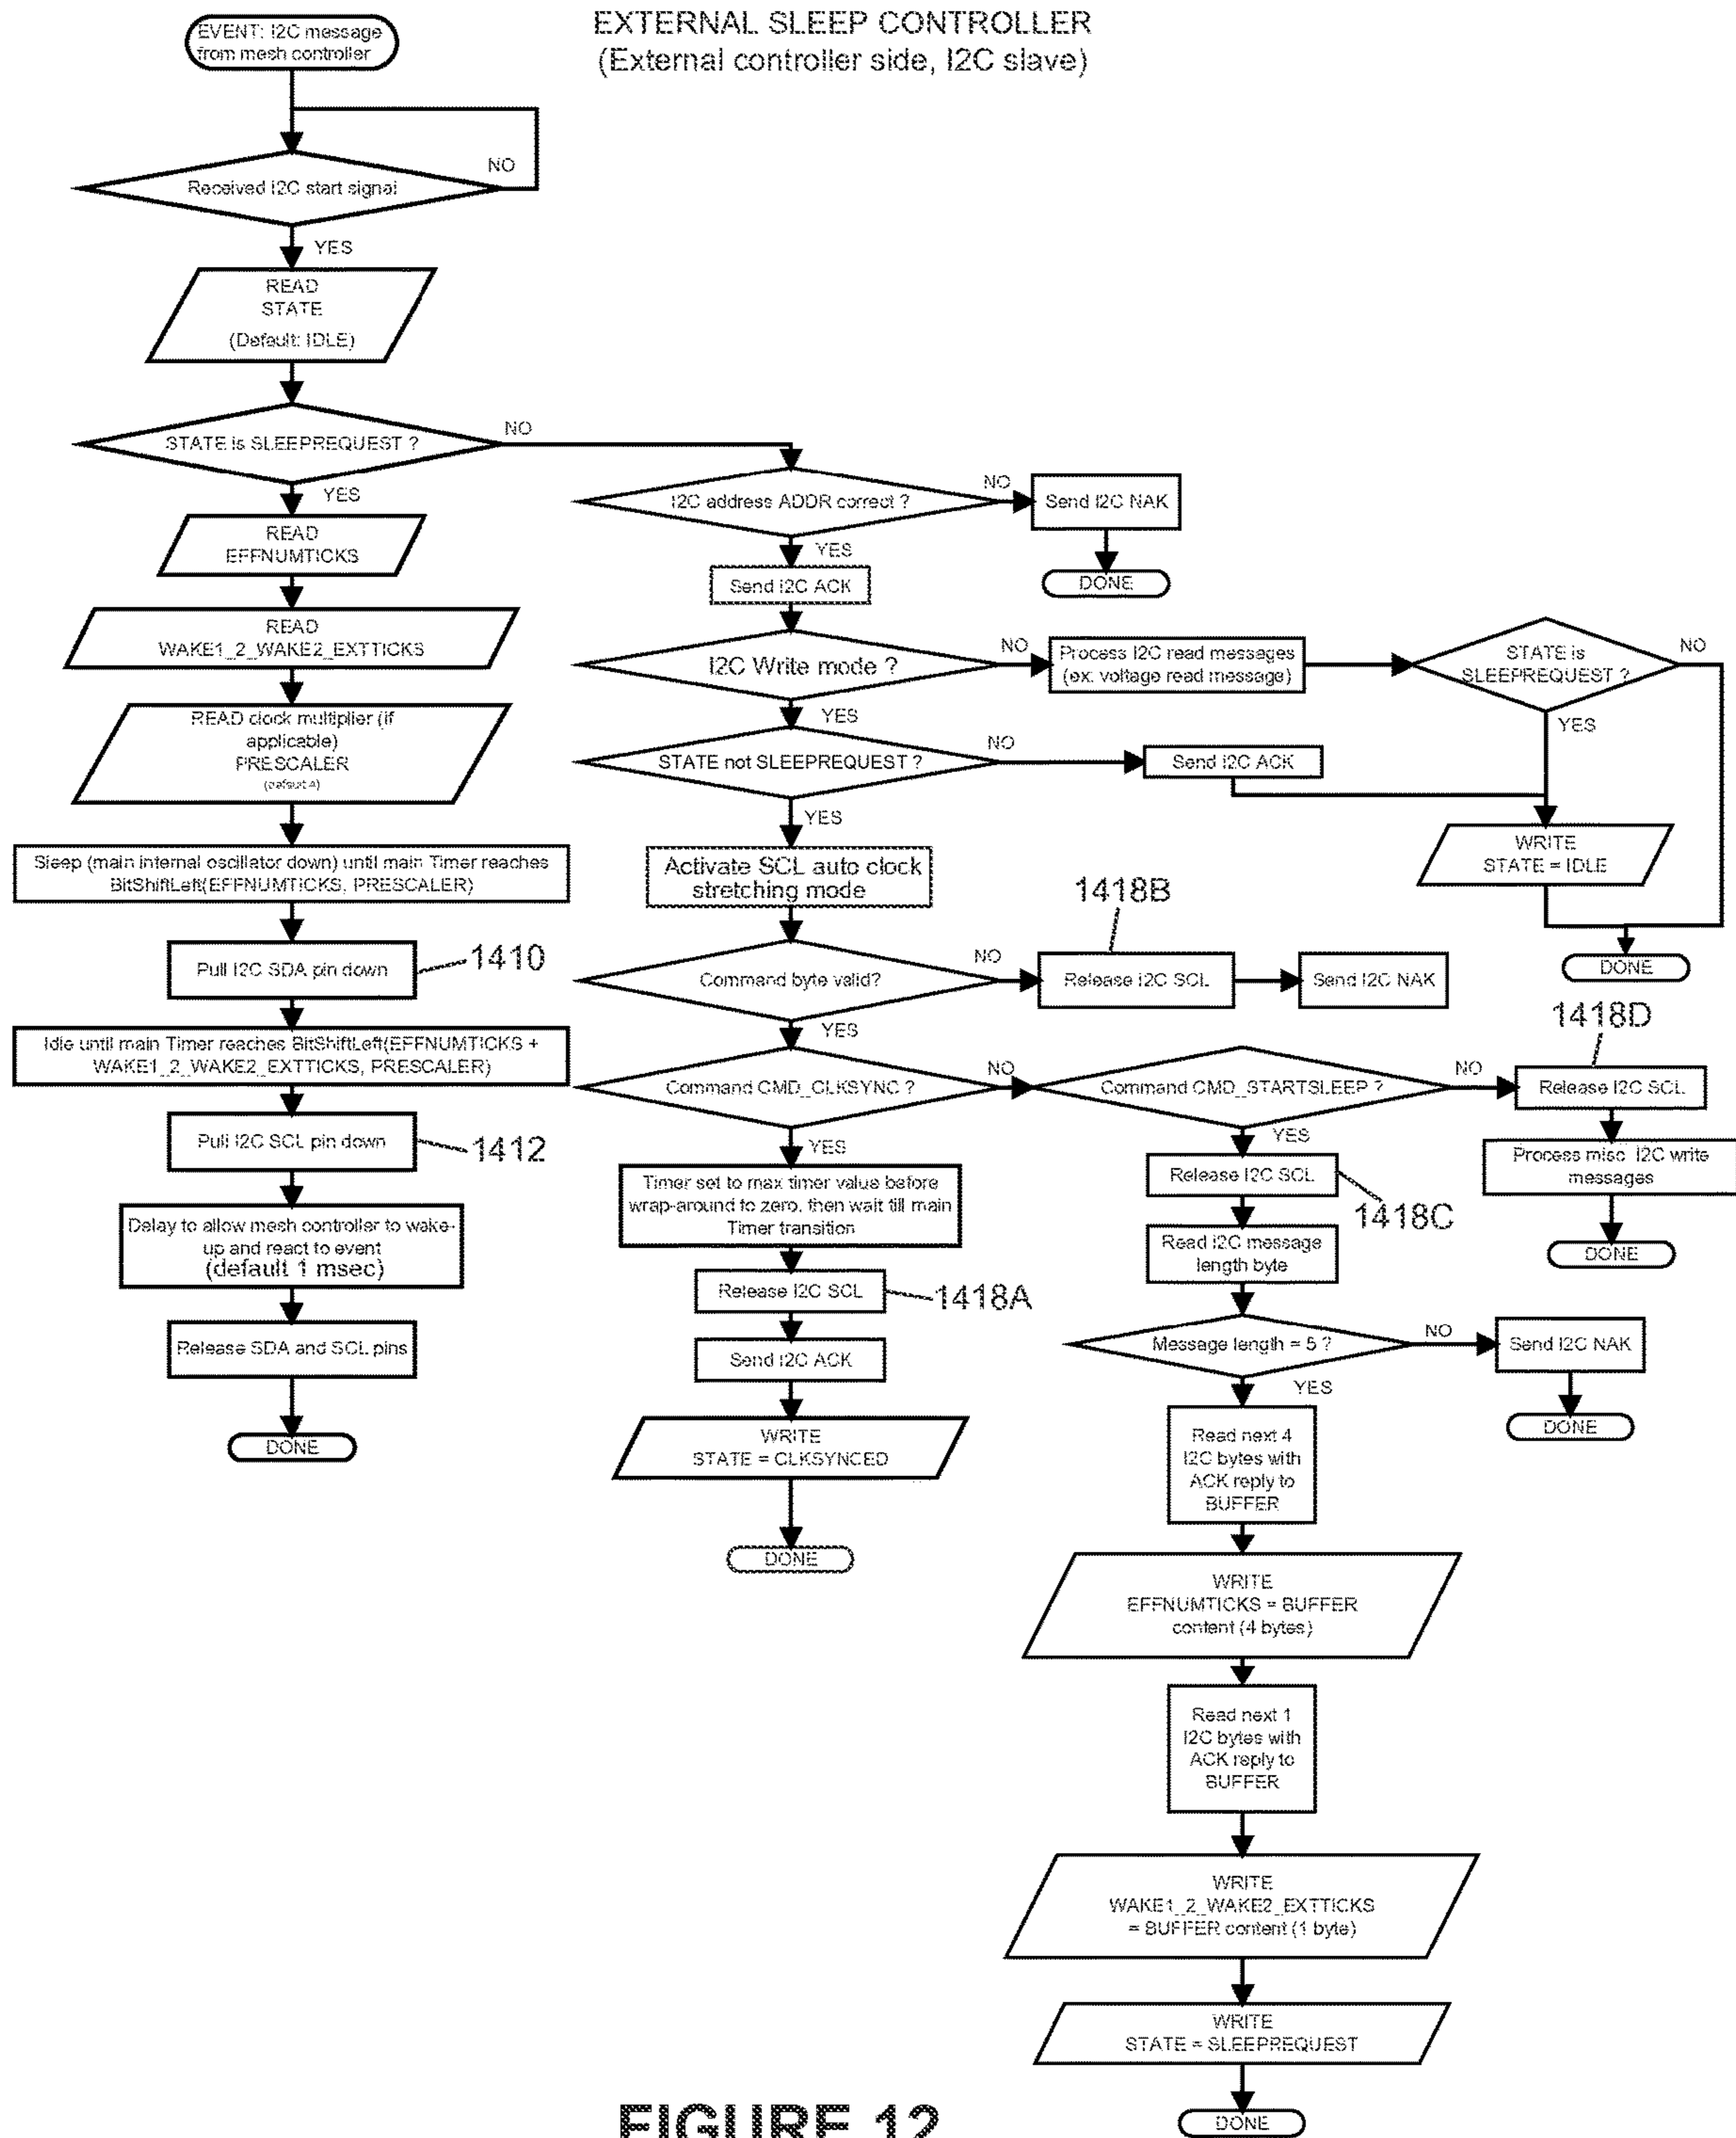 EXTERNAL SLEEP CONTROLLER
(External controller side, I2C slave)
EVENT: I2C message
from mesh controller
Received I2C start signal
NO
YES
READ
STATE
(Default: IDLE)
STATE is SLEEPREQUEST ?
NO
YES
READ
EFFNUMTICKS
READ
WAKE1_2_WAKE2_EXTTICKS
READ clock multiplier (if
applicable)
PRESCALER
(default 4)
Sleep (main internal oscillator down) until main Timer reaches
BitShiftLeft(EFFNUMTICKS, PRESCALER)
Pull I2C SDA pin down
1410
Idle until main Timer reaches BitShiftLeft(EFFNUMTICKS +
WAKE1_2_WAKE2_EXTTICKS, PRESCALER)
Pull I2C SCL pin down
1412
Delay to allow mesh controller to wake-
up and react to event
(default 1 msec)
Release SDA and SCL pins
DONE
I2C address ADDR correct ?
NO
Send I2C NAK
DONE
YES
Send I2C ACK
I2C Write mode ?
NO
Process I2C read messages
(ex: voltage read message)
STATE is
SLEEPREQUEST ?
NO
YES
YES
STATE not SLEEPREQUEST ?
NO
Send I2C ACK
WRITE
STATE = IDLE
DONE
YES
Activate SCL auto clock
stretching mode
Command byte valid?
NO
1418B
Release I2C SCL
Send I2C NAK
YES
Command CMD_CLKSYNC ?
NO
Command CMD_STARTSLEEP ?
NO
1418D
Release I2C SCL
Process misc. I2C write
messages
DONE
YES
Timer set to max timer value before
wrap-around to zero, then wait till main
Timer transition
Release I2C SCL
1418A
Send I2C ACK
WRITE
STATE = CLKSYNCED
DONE
YES
Release I2C SCL
1418C
Read I2C message
length byte
Message length = 5 ?
NO
Send I2C NAK
DONE
YES
Read next 4
I2C bytes with
ACK reply to
BUFFER
WRITE
EFFNUMTICKS = BUFFER
content (4 bytes)
Read next 1
I2C bytes with
ACK reply to
BUFFER
WRITE
WAKE1_2_WAKE2_EXTTICKS
= BUFFER content (1 byte)
WRITE
STATE = SLEEPREQUEST
DONE
FIGURE 12